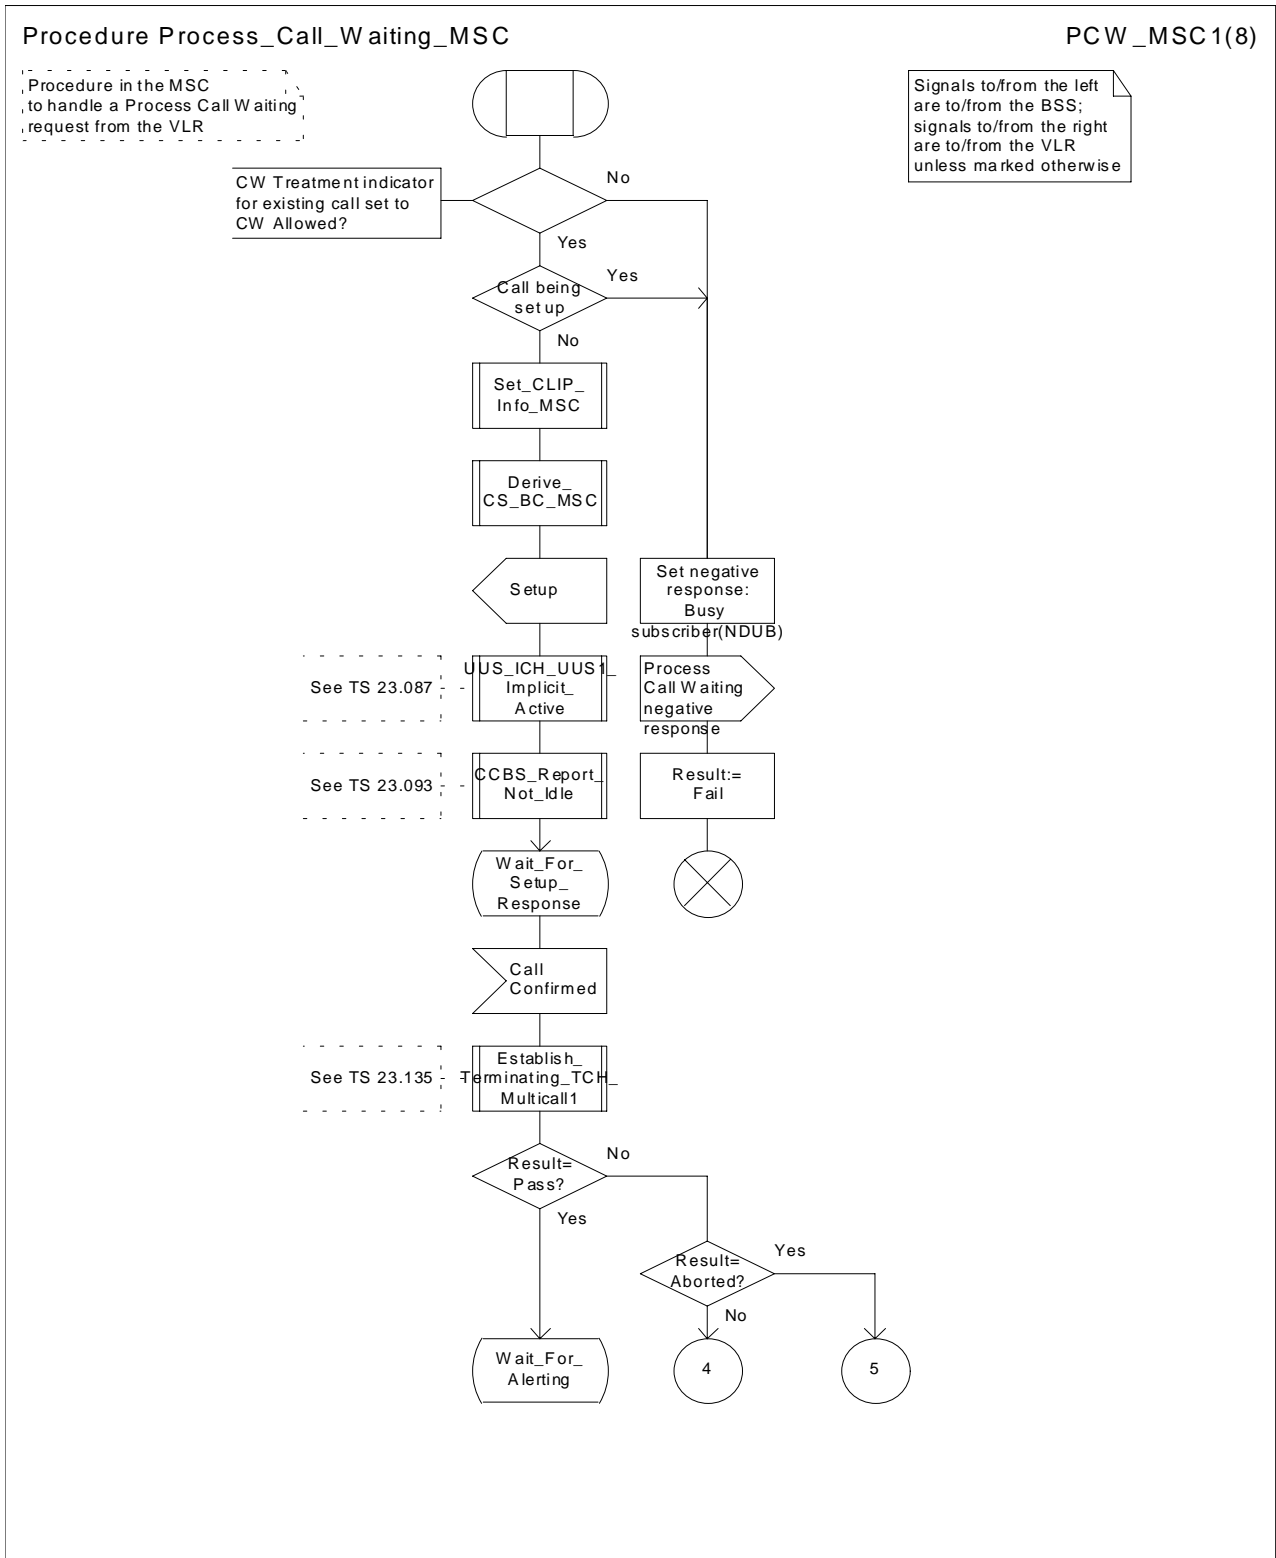 Procedure Process_Call_Waiting_MSC
PCW_MSC1(8)
Procedure in the MSC
to handle a Process Call Waiting
request from the VLR
Signals to/from the left
are to/from the BSS;
signals to/from the right
are to/from the VLR
unless marked otherwise
CW Treatment indicator
for existing call set to
CW Allowed?
No
Yes
Call being
set up
Yes
No
Set_CLIP_
Info_MSC
Derive_
CS_BC_MSC
Setup
Set negative
response:
Busy
subscriber(NDUB)
See TS 23.087
UUS_ICH_UUS1_
Implicit_
Active
Process
Call Waiting
negative
response
See TS 23.093
CCBS_Report_
Not_Idle
Result:=
Fail
Wait_For_
Setup_
Response
Call
Confirmed
See TS 23.135
Establish_
Terminating_TCH_
Multicall1
Result=
Pass?
No
Yes
Result=
Aborted?
Yes
No
Wait_For_
Alerting
4
5